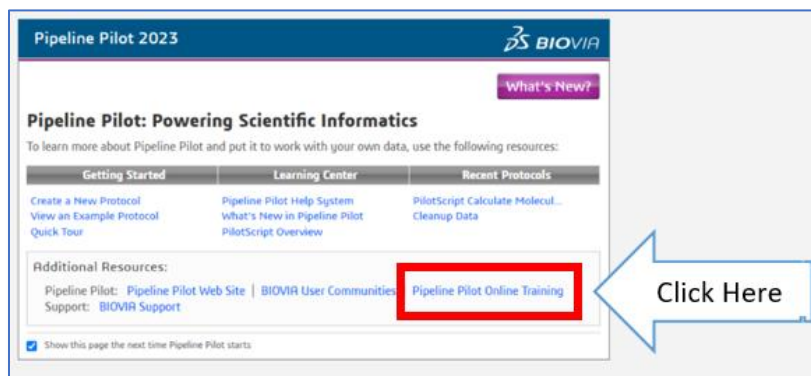 Pipeline Pilot 2023
BIOVIA
What's New?
Pipeline Pilot: Powering Scientific Informatics
To learn more about Pipeline Pilot and put it to work with your own data, use the following resources:
Getting Started Learning Center Recent Protocols
Create a New Protocol Pipeline Pilot Help System PilotScript Calculate Molecul...
View an Example Protocol What's New in Pipeline Pilot Cleanup Data
Quick Tour PilotScript Overview
Additional Resources:
Pipeline Pilot: Pipeline Pilot Web Site | BIOVIA User Communities Pipeline Pilot Online Training
Support: BIOVIA Support
Click Here
Show this page the next time Pipeline Pilot starts